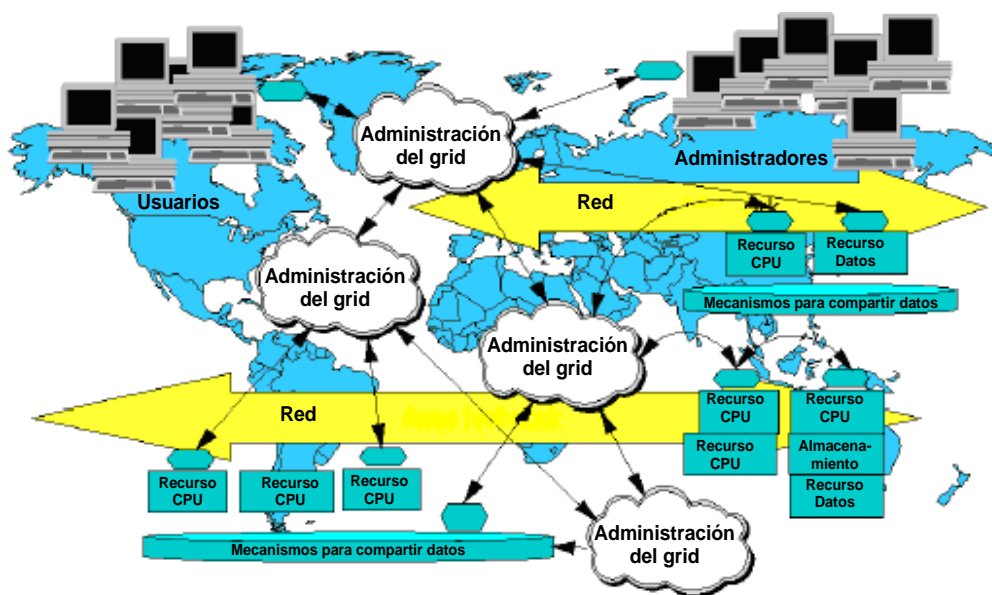 Administración
del grid
Administradores
Usuarios
Red
Recurso
CPU
Recurso
Datos
Administración
del grid
Mecanismos para compartir datos
Administración
del grid
Red
Recurso
CPU
Recurso
CPU
Recurso
CPU
Almacena-
miento
Recurso
Datos
Recurso
CPU
Recurso
CPU
Recurso
CPU
Administración
del grid
Mecanismos para compartir datos